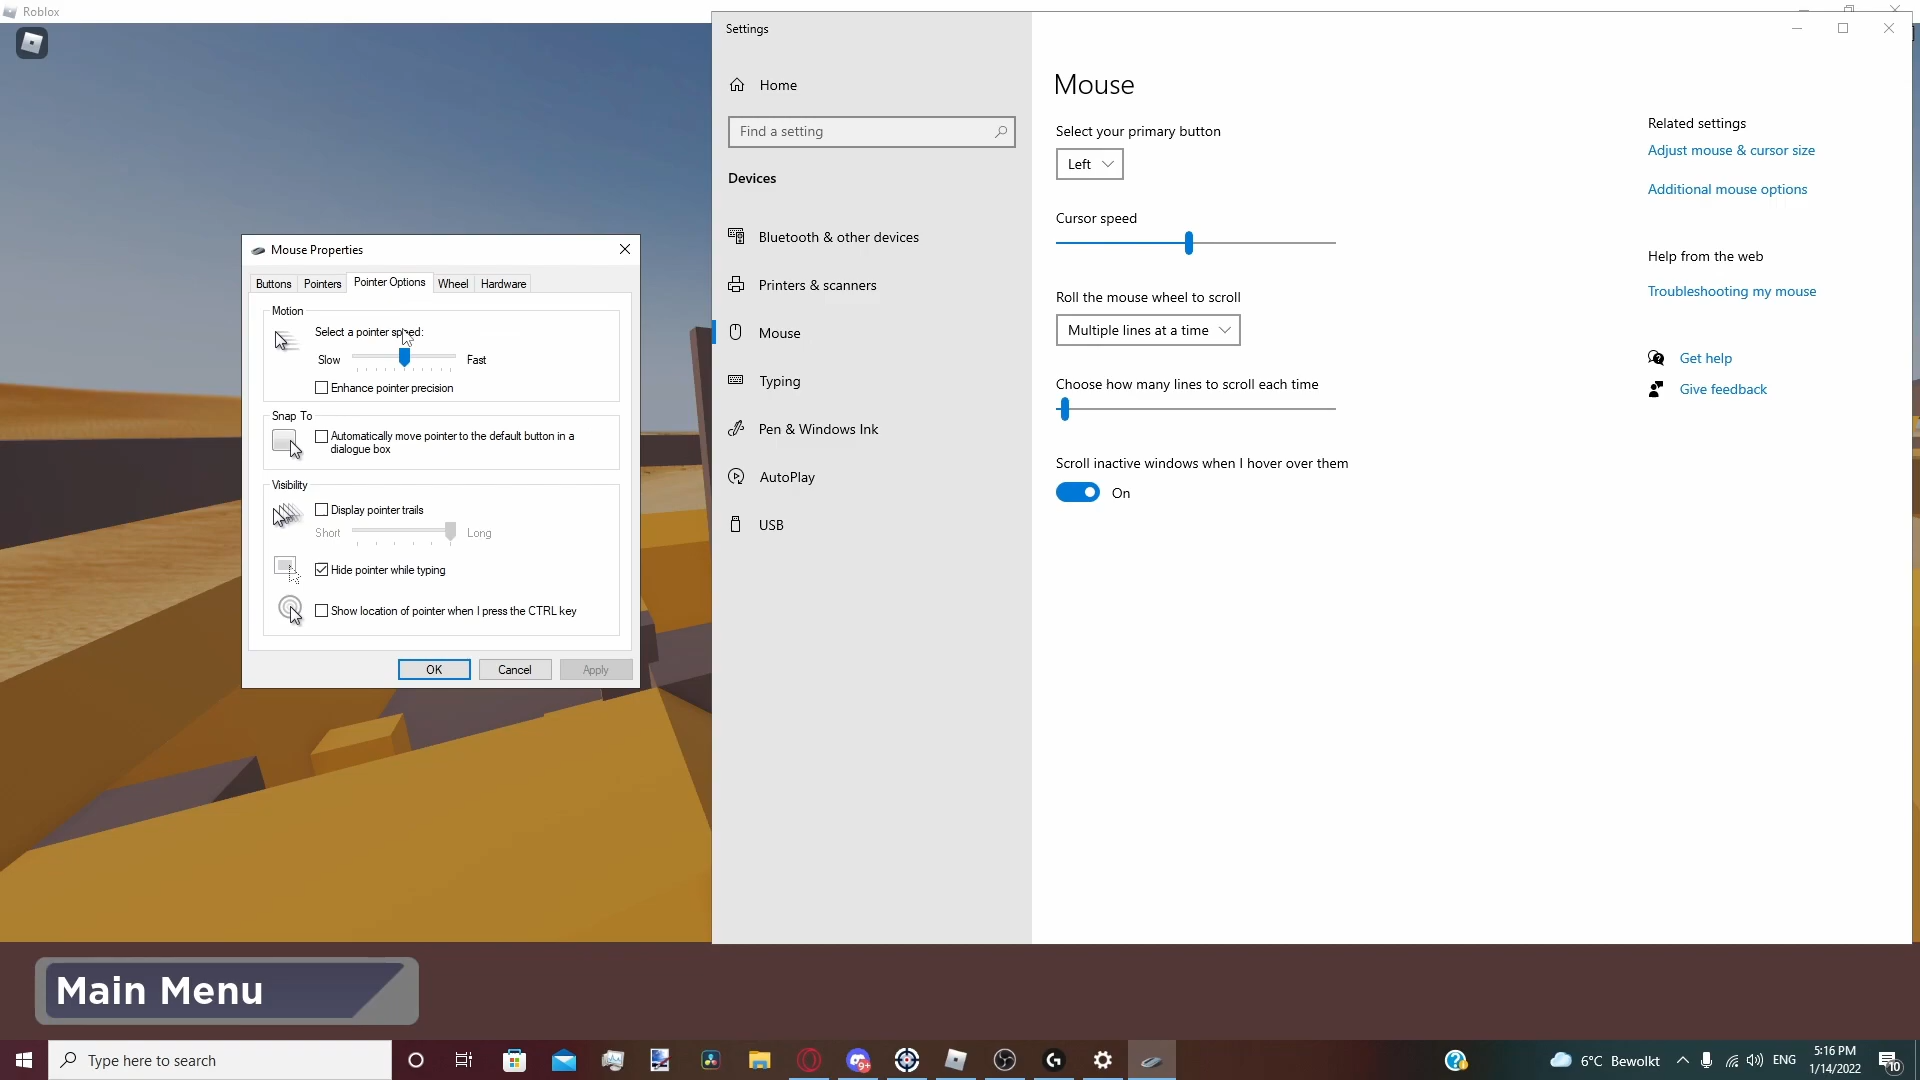 Roblox
Settings
Home
Find a setting
Devices
Bluetooth & other devices
Printers & scanners
Mouse
Typing
Pen & Windows Ink
AutoPlay
USB
Mouse
Select your primary button
Left
Cursor speed
Roll the mouse wheel to scroll
Multiple lines at a time
Choose how many lines to scroll each time
Scroll inactive windows when I hover over them
On
Related settings
Adjust mouse & cursor size
Additional mouse options
Help from the web
Troubleshooting my mouse
Get help
Give feedback
Mouse Properties
Buttons Pointers Pointer Options Wheel Hardware
Motion
Select a pointer speed:
Slow Fast
Enhance pointer precision
Snap To
Automatically move pointer to the default button in a
dialogue box
Visibility
Display pointer trails
Short Long
Hide pointer while typing
Show location of pointer when I press the CTRL key
OK Cancel Apply
Main Menu
Type here to search
9+
6°C Bewolkt
ENG
5:16 PM
1/14/2022
10